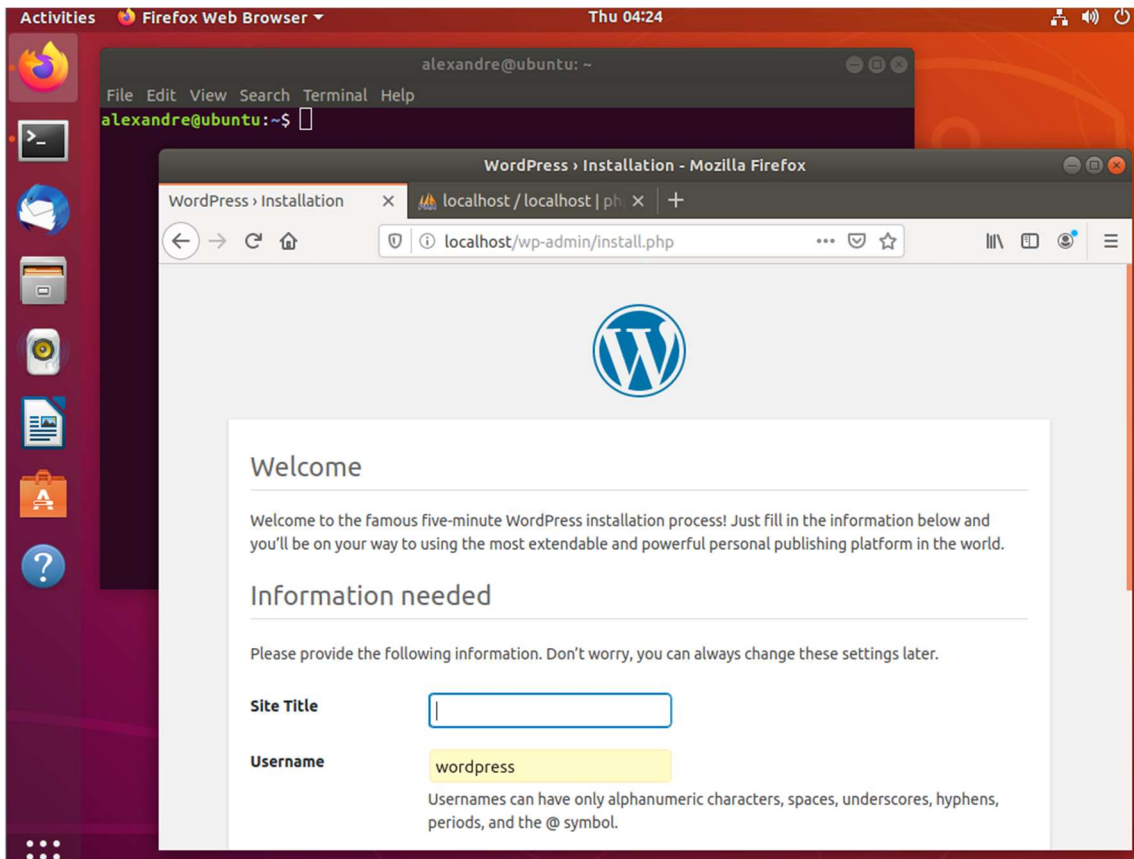 Activities Firefox Web Browser Thu 04:24
alexandre@ubuntu: ~
File Edit View Search Terminal Help
alexandre@ubuntu:~$
WordPress › Installation - Mozilla Firefox
WordPress › Installation localhost / localhost | ph
localhost/wp-admin/install.php
Welcome
Welcome to the famous five-minute WordPress installation process! Just fill in the information below and
you'll be on your way to using the most extendable and powerful personal publishing platform in the world.
Information needed
Please provide the following information. Don't worry, you can always change these settings later.
Site Title
Username wordpress
Usernames can have only alphanumeric characters, spaces, underscores, hyphens,
periods, and the @ symbol.